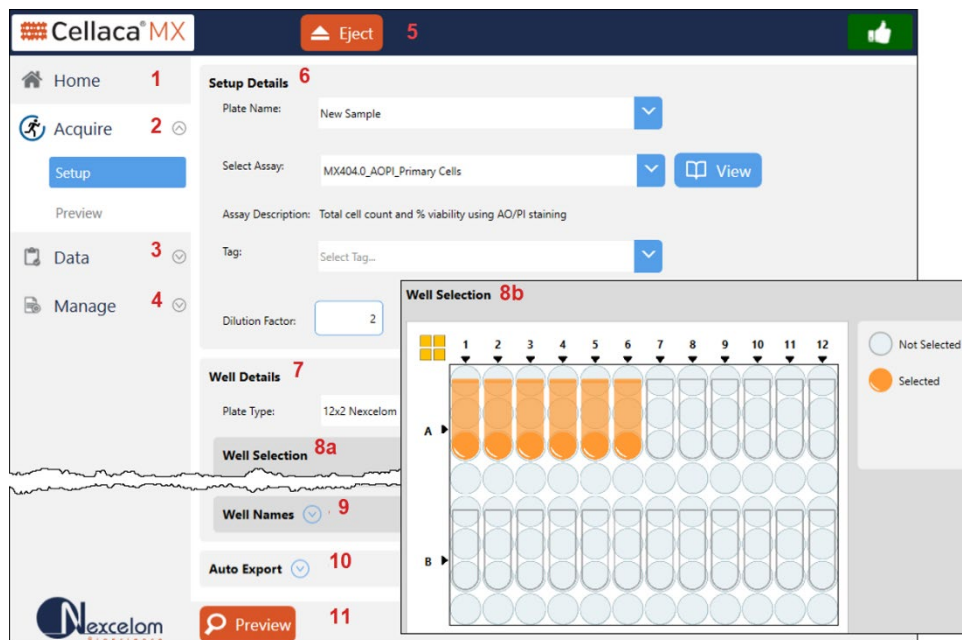 Cellaca® MX
Eject 5
Home 1
Acquire 2
Setup
Preview
Data 3
Manage 4
Setup Details 6
Plate Name: New Sample
Select Assay: MX404.0_AOPI_Primary Cells View
Assay Description: Total cell count and % viability using AO/PI staining
Tag: Select Tag...
Dilution Factor: 2
Well Details 7
Plate Type: 12x2 Nexcelom
Well Selection 8a
Well Names 9
Auto Export 10
Preview 11
Nexcelom
Well Selection 8b
1 2 3 4 5 6 7 8 9 10 11 12
A
B
Not Selected
Selected